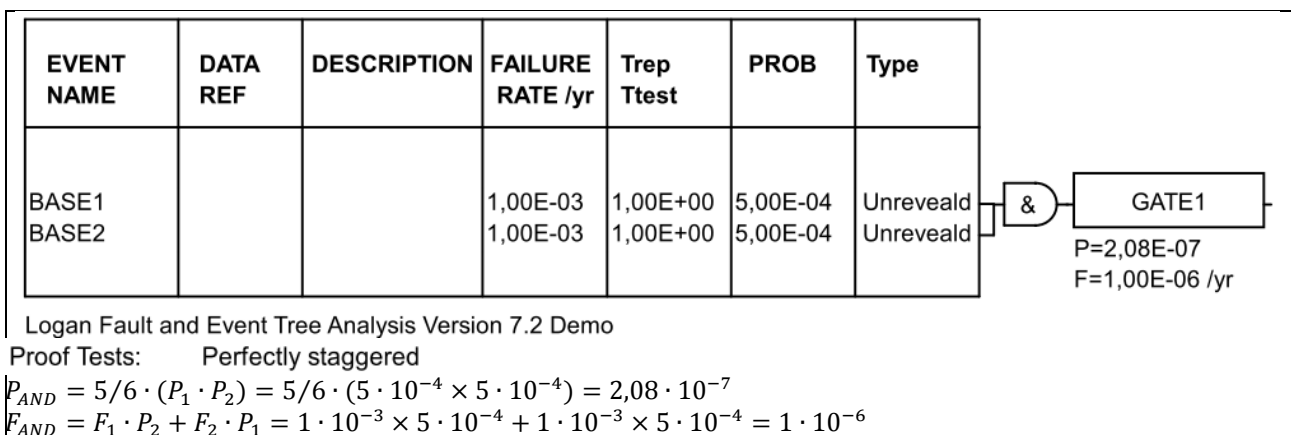 EVENT NAME DATA REF DESCRIPTION FAILURE RATE /yr Trep Ttest PROB Type
BASE1 1,00E-03 1,00E+00 5,00E-04 Unreveald
BASE2 1,00E-03 1,00E+00 5,00E-04 Unreveald
&
GATE1
P=2,08E-07
F=1,00E-06 /yr
Logan Fault and Event Tree Analysis Version 7.2 Demo
Proof Tests: Perfectly staggered
P_AND = 5/6 · (P_1 · P_2) = 5/6 · (5 · 10^−4 × 5 · 10^−4) = 2,08 · 10^−7
F_AND = F_1 · P_2 + F_2 · P_1 = 1 · 10^−3 × 5 · 10^−4 + 1 · 10^−3 × 5 · 10^−4 = 1 · 10^−6